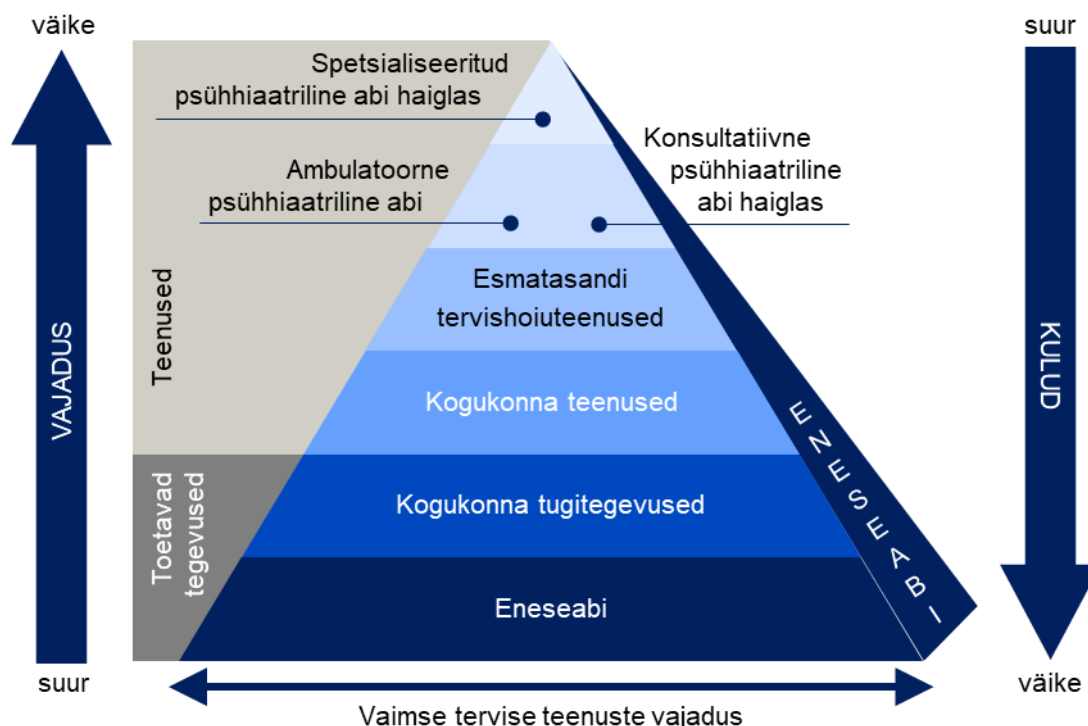 väike
suur
Spetsialiseeritud
psühhiaatriline abi haiglas
Konsultatiivne
psühhiaatriline
abi haiglas
Ambulatoorne
psühhiaatriline abi
Esmatasandi
tervishoiuteenused
Teenused
VAJADUS
KULUD
Kogukonna teenused
ENESEABI
Toetavad
tegevused
Kogukonna tugitegevused
Eneseabi
suur
väike
Vaimse tervise teenuste vajadus